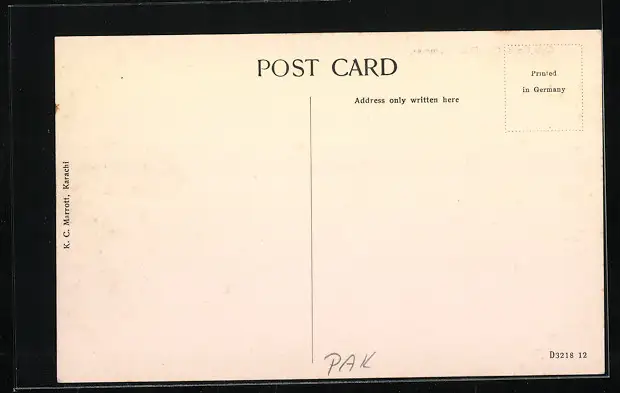 POST CARD
Printed
in Germany
Address only written here
K. C. Marrott, Karachi
PAK
D3218 12